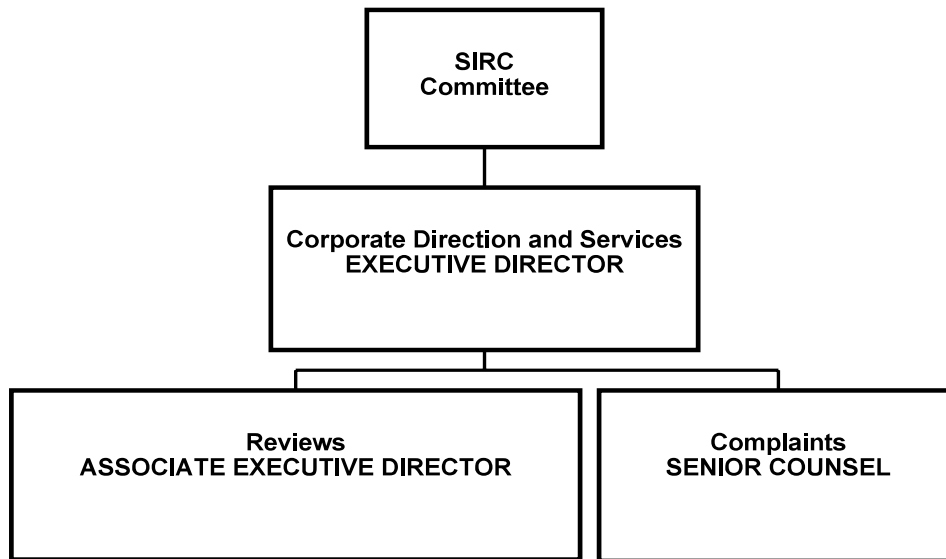 SIRC
Committee
Corporate Direction and Services
EXECUTIVE DIRECTOR
Reviews
ASSOCIATE EXECUTIVE DIRECTOR
Complaints
SENIOR COUNSEL